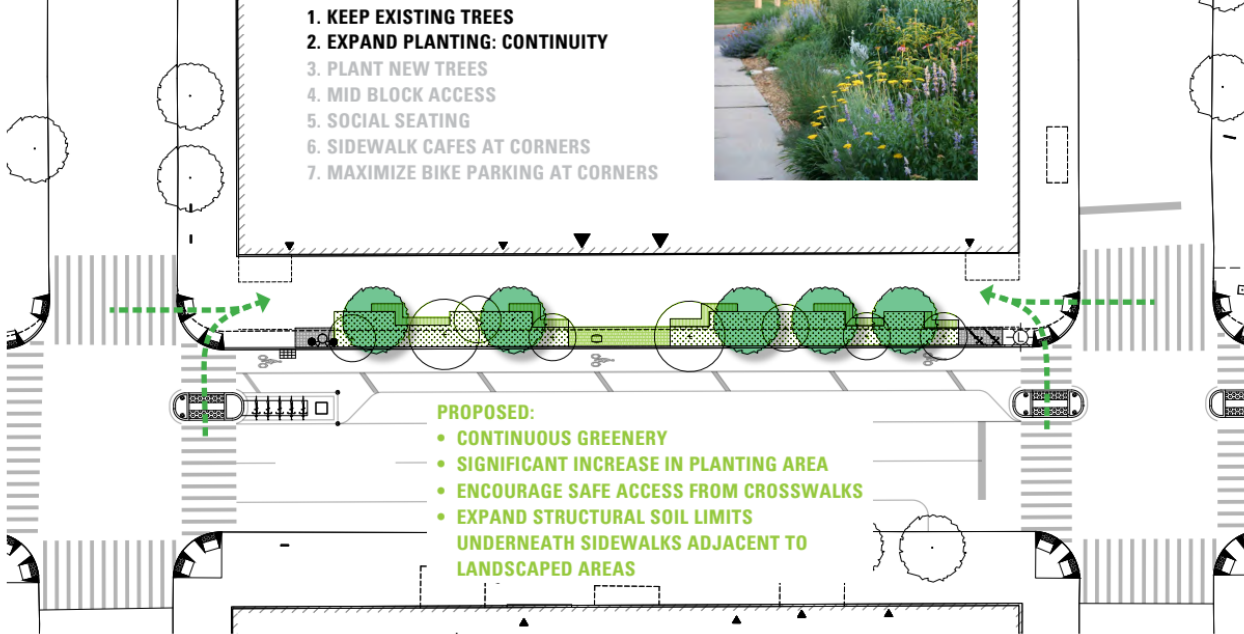 1. KEEP EXISTING TREES
2. EXPAND PLANTING: CONTINUITY
3. PLANT NEW TREES
4. MID BLOCK ACCESS
5. SOCIAL SEATING
6. SIDEWALK CAFES AT CORNERS
7. MAXIMIZE BIKE PARKING AT CORNERS
L
PROPOSED:
• CONTINUOUS GREENERY
• SIGNIFICANT INCREASE IN PLANTING AREA
• ENCOURAGE SAFE ACCESS FROM CROSSWALKS
• EXPAND STRUCTURAL SOIL LIMITS
UNDERNEATH SIDEWALKS ADJACENT TO
LANDSCAPED AREAS